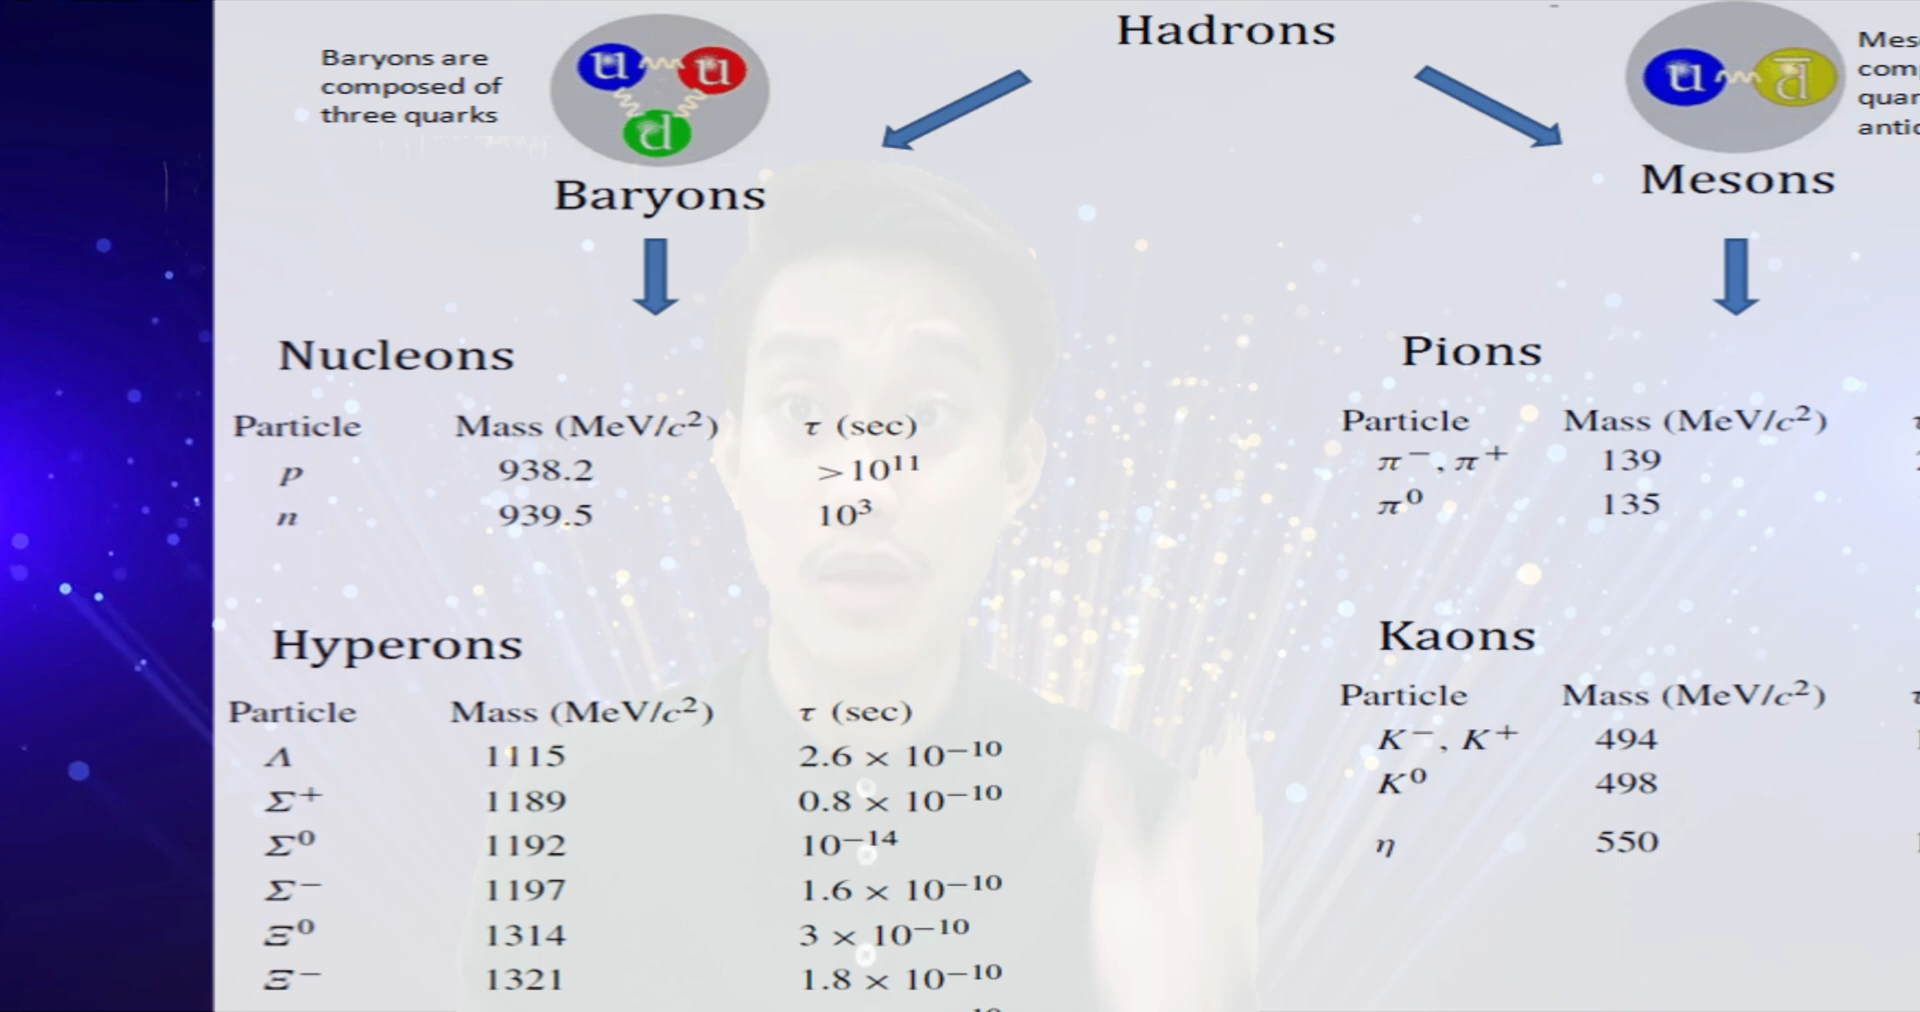 Hadrons
Baryons are
composed of
three quarks
u u
d
Baryons
u d̄
Mesons
Nucleons
Particle Mass (MeV/c²) τ (sec)
p 938.2 >10¹¹
n 939.5 10³
Hyperons
Particle Mass (MeV/c²) τ (sec)
Λ 1115 2.6 × 10⁻¹⁰
Σ⁺ 1189 0.8 × 10⁻¹⁰
Σ⁰ 1192 10⁻¹⁴
Σ⁻ 1197 1.6 × 10⁻¹⁰
Ξ⁰ 1314 3 × 10⁻¹⁰
Ξ⁻ 1321 1.8 × 10⁻¹⁰
Pions
Particle Mass (MeV/c²)
π⁻, π⁺ 139
π⁰ 135
Kaons
Particle Mass (MeV/c²)
K⁻, K⁺ 494
K⁰ 498
η 550